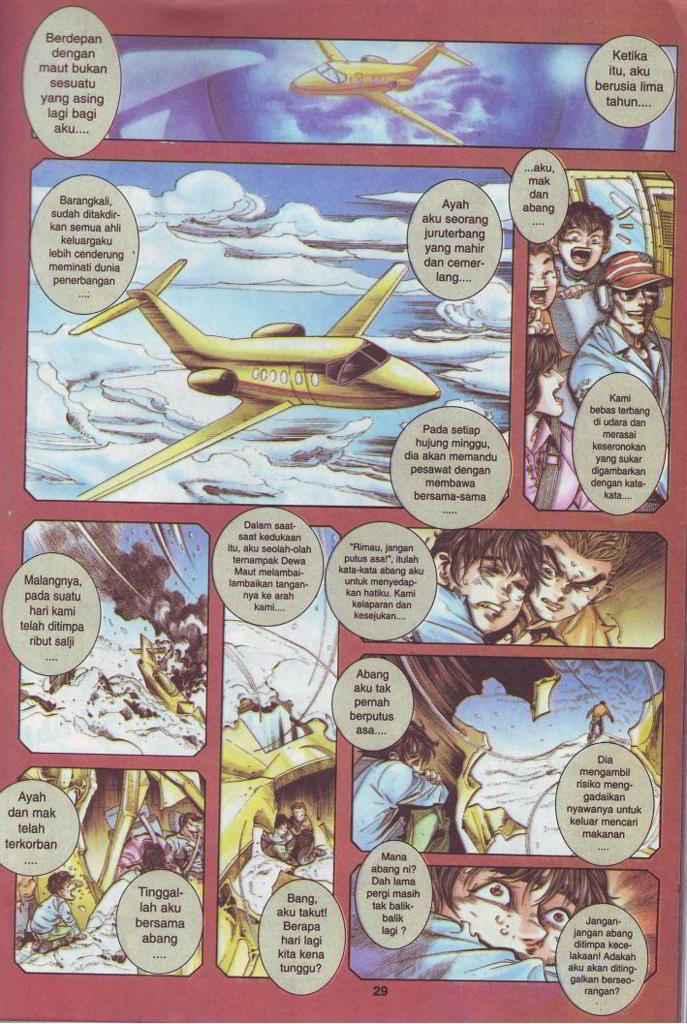 Berdepan
dengan
maut bukan
sesuatu
yang asing
lagi bagi
aku....
Ketika
itu, aku
berusia lima
tahun....
Barangkali,
sudah ditakdir-
kan semua ahli
keluargaku
lebih cenderung
meminati dunia
penerbangan
....
Ayah
aku seorang
juruterbang
yang mahir
dan cemer-
lang....
Pada setiap
hujung minggu,
dia akan memandu
pesawat dengan
membawa
bersama-sama
.....
...aku,
mak
dan
abang
....
Kami
bebas terbang
di udara dan
merasai
keseronokan
yang sukar
digambarkan
dengan kata-
kata....
Malangnya,
pada suatu
hari kami
telah ditimpa
ribut salji
....
Dalam saat-
saat kedukaan
itu, aku seolah-olah
ternampak Dewa
Maut melambai-
lambaikan tangan-
nya ke arah
kami....
"Rimau, jangan
putus asa!", itulah
kata-kata abang aku
untuk menyedap-
kan hatiku. Kami
kelaparan dan
kesejukan....
Abang
aku tak
pernah
berputus
asa....
Dia
mengambil
risiko meng-
gadaikan
nyawanya untuk
keluar mencari
makanan
....
Ayah
dan mak
telah
terkorban
....
Tinggal-
lah aku
bersama
abang
....
Bang,
aku takut!
Berapa
hari lagi
kita kena
tunggu?
Mana
abang ni?
Dah lama
pergi masih
tak balik-
balik
lagi ?
Jangan-
jangan abang
ditimpa kece-
lakaan! Adakah
aku akan diting-
galkan berseo-
rangan?
29